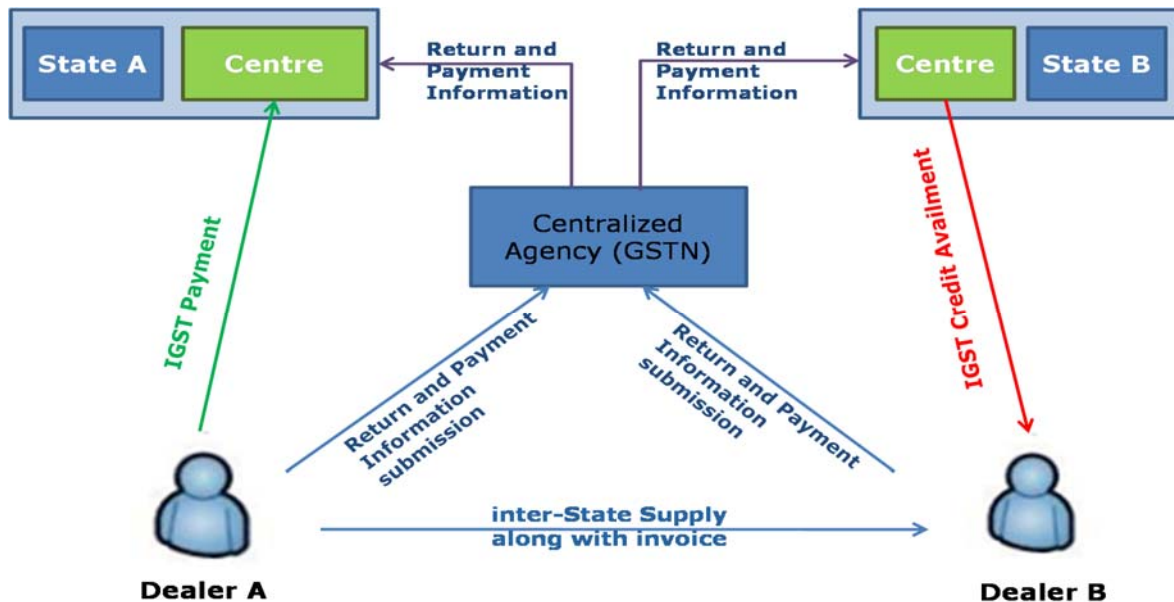 State A
Centre
Return and
Payment
Information
Return and
Payment
Information
Centre
State B
Centralized
Agency (GSTN)
IGST Payment
IGST Credit Availment
Return and Payment
Information
submission
Return and Payment
Information
submission
inter-State Supply
along with invoice
Dealer A
Dealer B